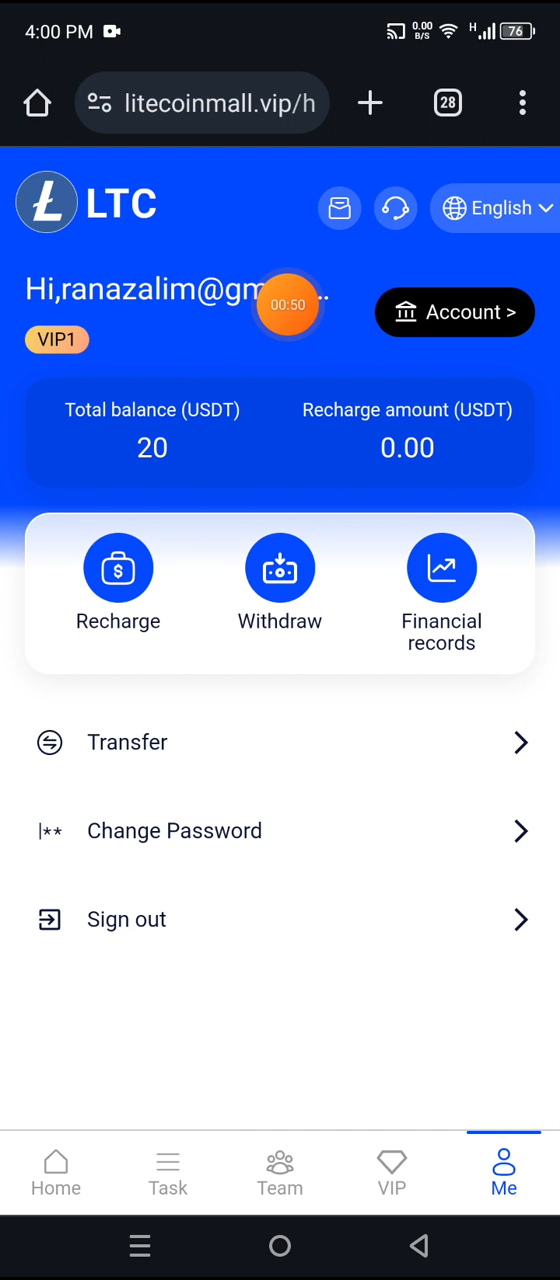 4:00 PM
0.00
B/S
H
76
litecoinmall.vip/h
28
LTC
English
Hi,ranazalim@gm
..
00:50
Account >
VIP1
Total balance (USDT)
Recharge amount (USDT)
20
0.00
Recharge
Withdraw
Financial
records
Transfer
Change Password
Sign out
Home
Task
Team
VIP
Me